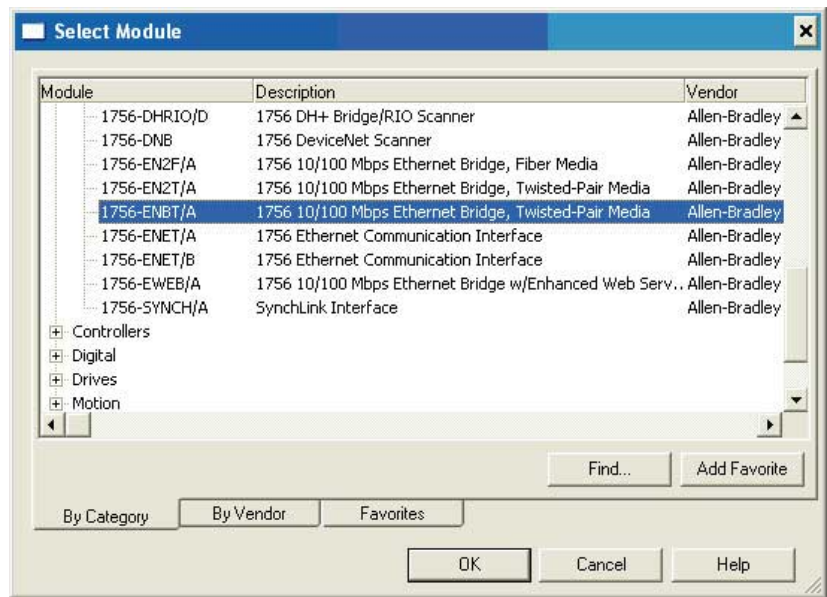 Select Module
Module Description Vendor
1756-DHRIO/D 1756 DH+ Bridge/RIO Scanner Allen-Bradley
1756-DNB 1756 DeviceNet Scanner Allen-Bradley
1756-EN2F/A 1756 10/100 Mbps Ethernet Bridge, Fiber Media Allen-Bradley
1756-EN2T/A 1756 10/100 Mbps Ethernet Bridge, Twisted-Pair Media Allen-Bradley
1756-ENBT/A 1756 10/100 Mbps Ethernet Bridge, Twisted-Pair Media Allen-Bradley
1756-ENET/A 1756 Ethernet Communication Interface Allen-Bradley
1756-ENET/B 1756 Ethernet Communication Interface Allen-Bradley
1756-EWEB/A 1756 10/100 Mbps Ethernet Bridge w/Enhanced Web Serv.. Allen-Bradley
1756-SYNCH/A SynchLink Interface Allen-Bradley
Controllers
Digital
Drives
Motion
Find... Add Favorite
By Category By Vendor Favorites
OK Cancel Help